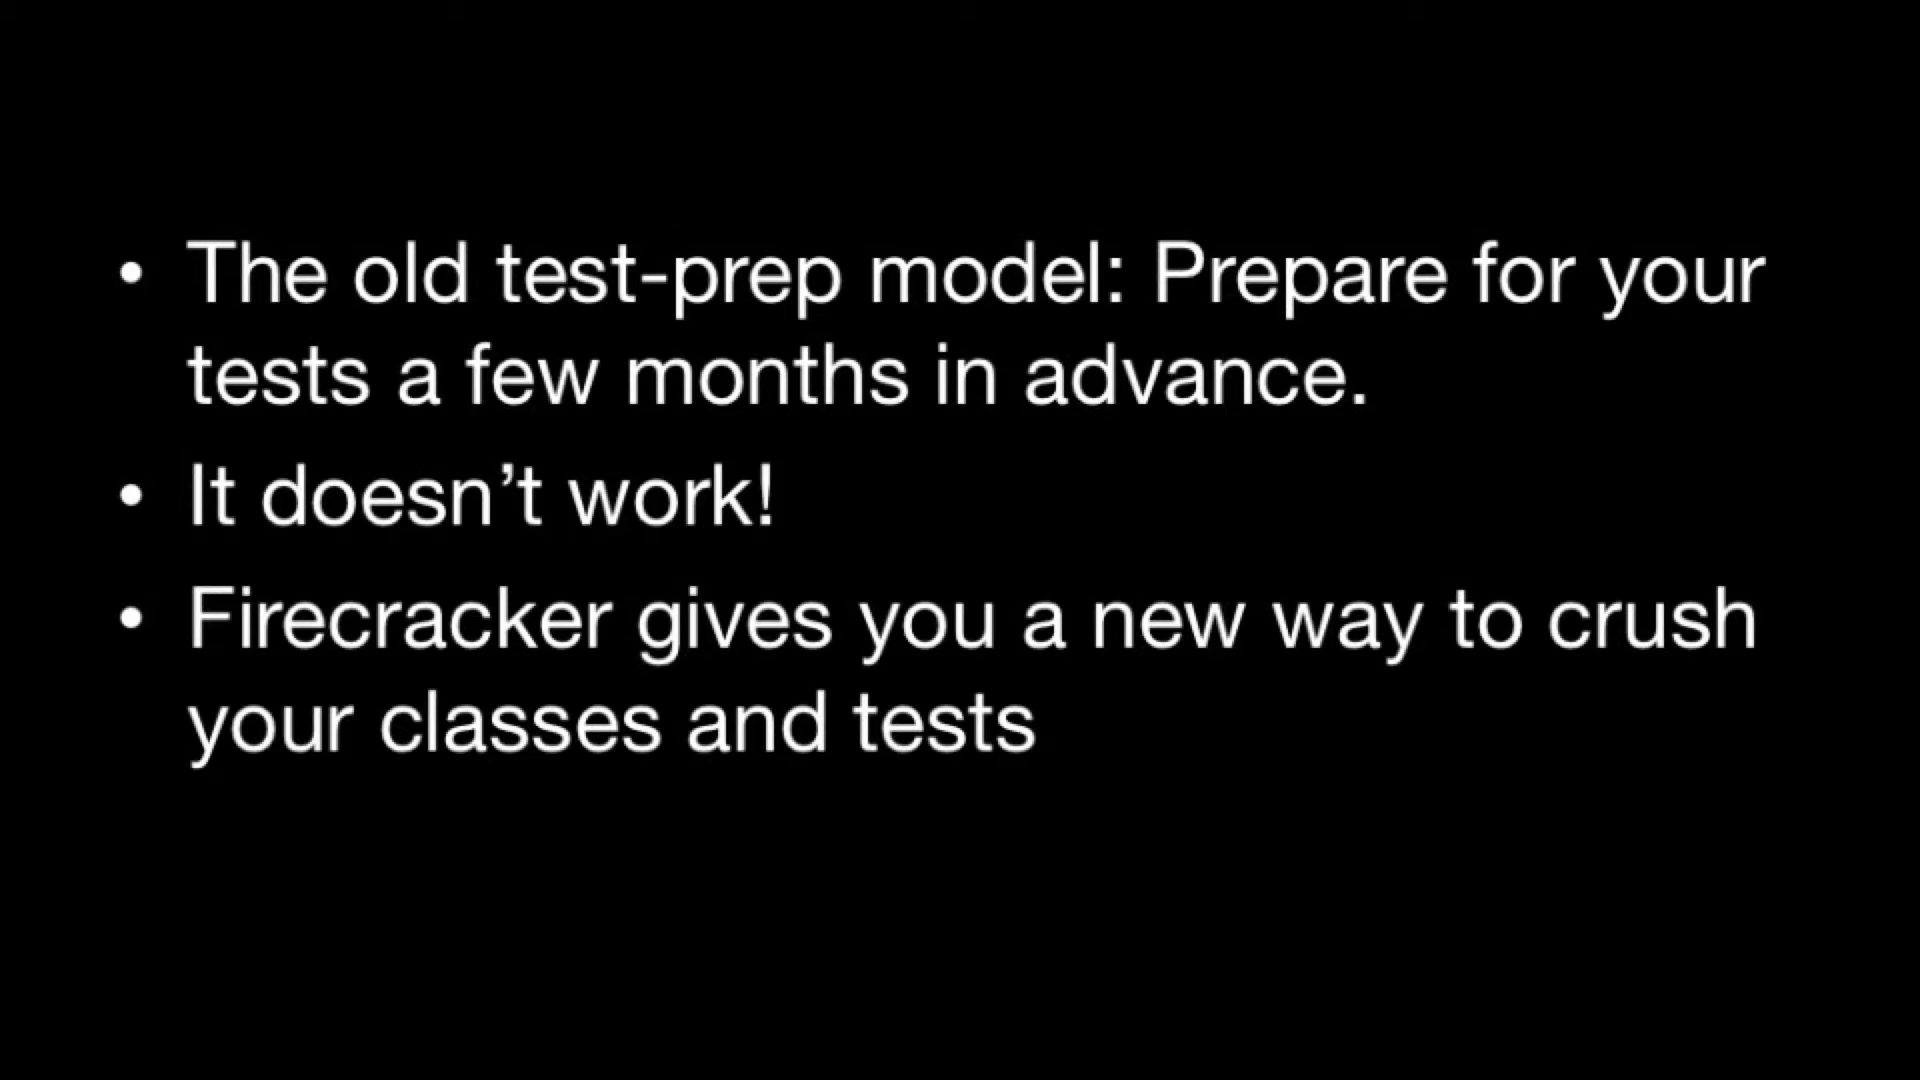 • The old test-prep model: Prepare for your
tests a few months in advance.
• It doesn’t work!
• Firecracker gives you a new way to crush
your classes and tests